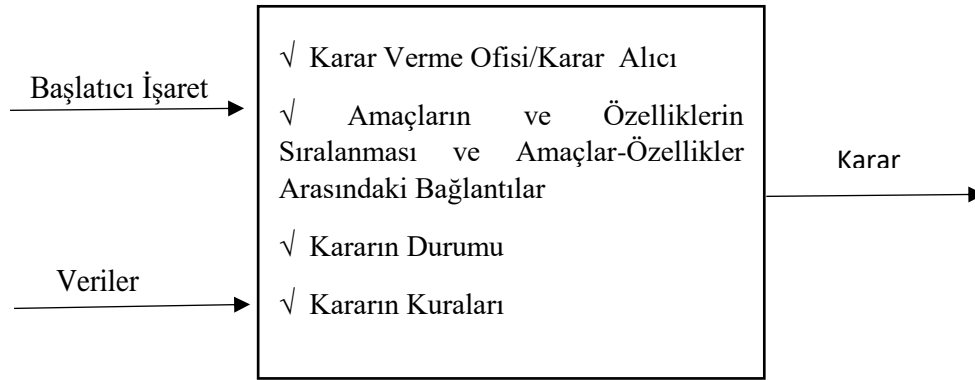 Başlatıcı İşaret
Veriler
√ Karar Verme Ofisi/Karar Alıcı
√ Amaçların ve Özelliklerin
Sıralanması ve Amaçlar-Özellikler
Arasındaki Bağlantılar
√ Kararın Durumu
√ Kararın Kuraları
Karar